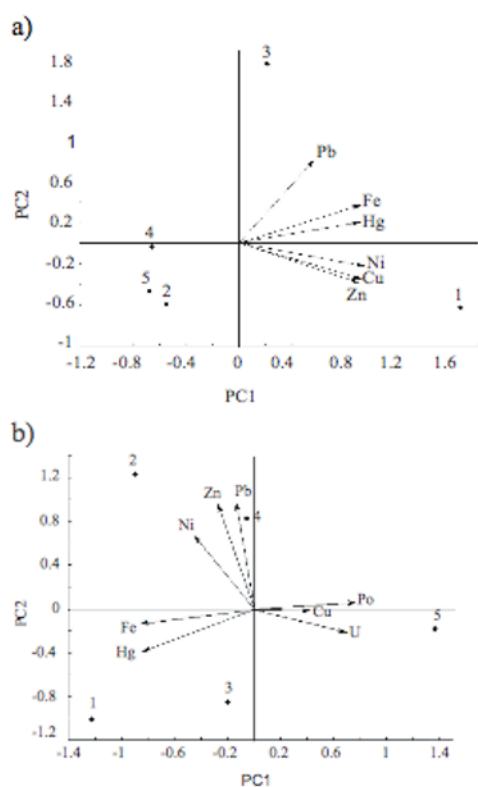 a)
3
1.8
1.4
1
Pb
0.6
Fe
PC2
Hg
0.2
4
-0.2
Ni
5
Cu
2
Zn
1
-0.6
-1
-1.2 -0.8 -0.4 0 0.4 0.8 1.2 1.6
PC1
b)
2
1.2
Zn Pb
0.8
4
Ni
0.4
PC2
Po
0
Cu
Fe
U
5
Hg
-0.4
3
-0.8
1
-1.2
-1.4 -1 -0.6 -0.2 0.2 0.6 1 1.4
PC1